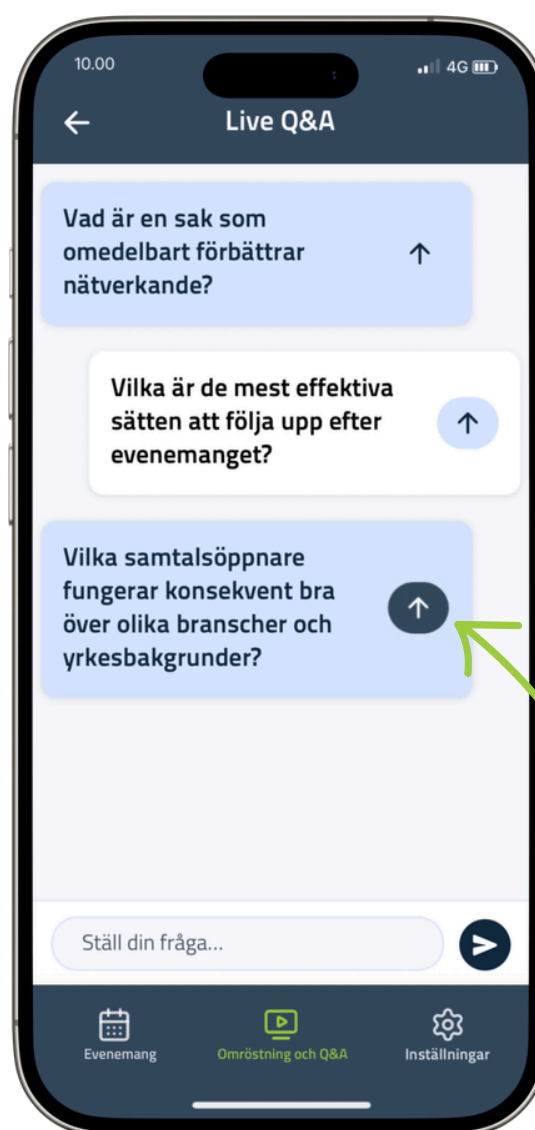 10.00
4G
Live Q&A
Vad är en sak som
omedelbart förbättrar
nätverkande?
Vilka är de mest effektiva
sätten att följa upp efter
evenemanget?
Vilka samtalsöppnare
fungerar konsekvent bra
över olika branscher och
yrkesbakgrunder?
Ställ din fråga...
Evenemang
Omröstning och Q&A
Inställningar